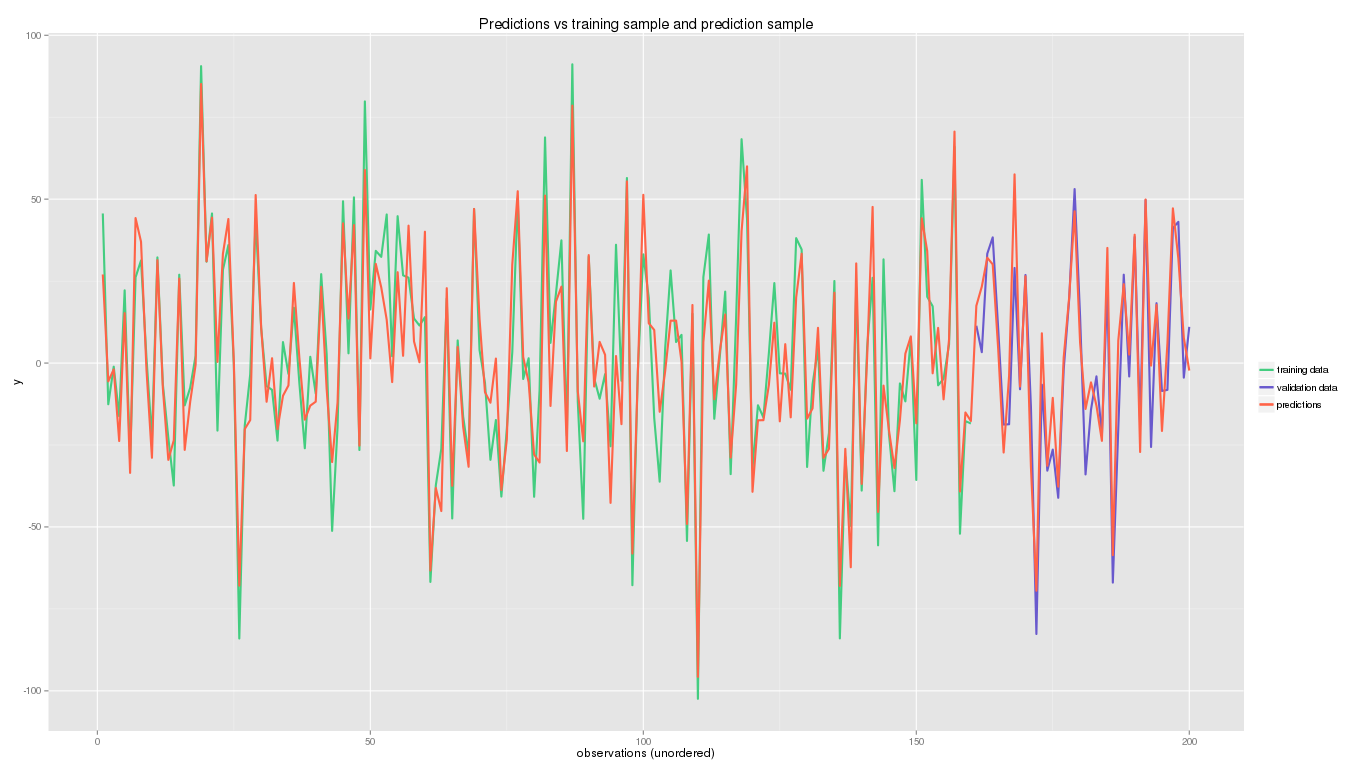 Predictions vs training sample and prediction sample
100
50
0
-50
-100
y
0
50
100
150
200
observations (unordered)
training data
validation data
predictions